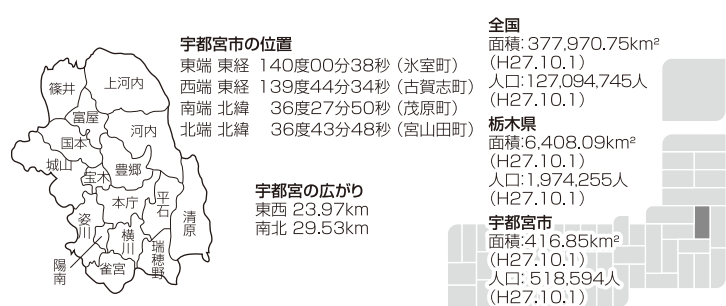 篠井
上河内
富屋
国本
河内
城山
宝木
豊郷
本庁
平石
姿川
横川
清原
陽南
雀宮
瑞穂野
宇都宮市の位置
東端 東経 140度00分38秒（氷室町）
西端 東経 139度44分34秒（古賀志町）
南端 北緯 36度27分50秒（茂原町）
北端 北緯 36度43分48秒（宮山田町）
宇都宮の広がり
東西 23.97km
南北 29.53km
全国
面積：377,970.75km²
（H27.10.1）
人口：127,094,745人
（H27.10.1）
栃木県
面積：6,408.09km²
（H27.10.1）
人口：1,974,255人
（H27.10.1）
宇都宮市
面積：416.85km²
（H27.10.1）
人口：518,594人
（H27.10.1）